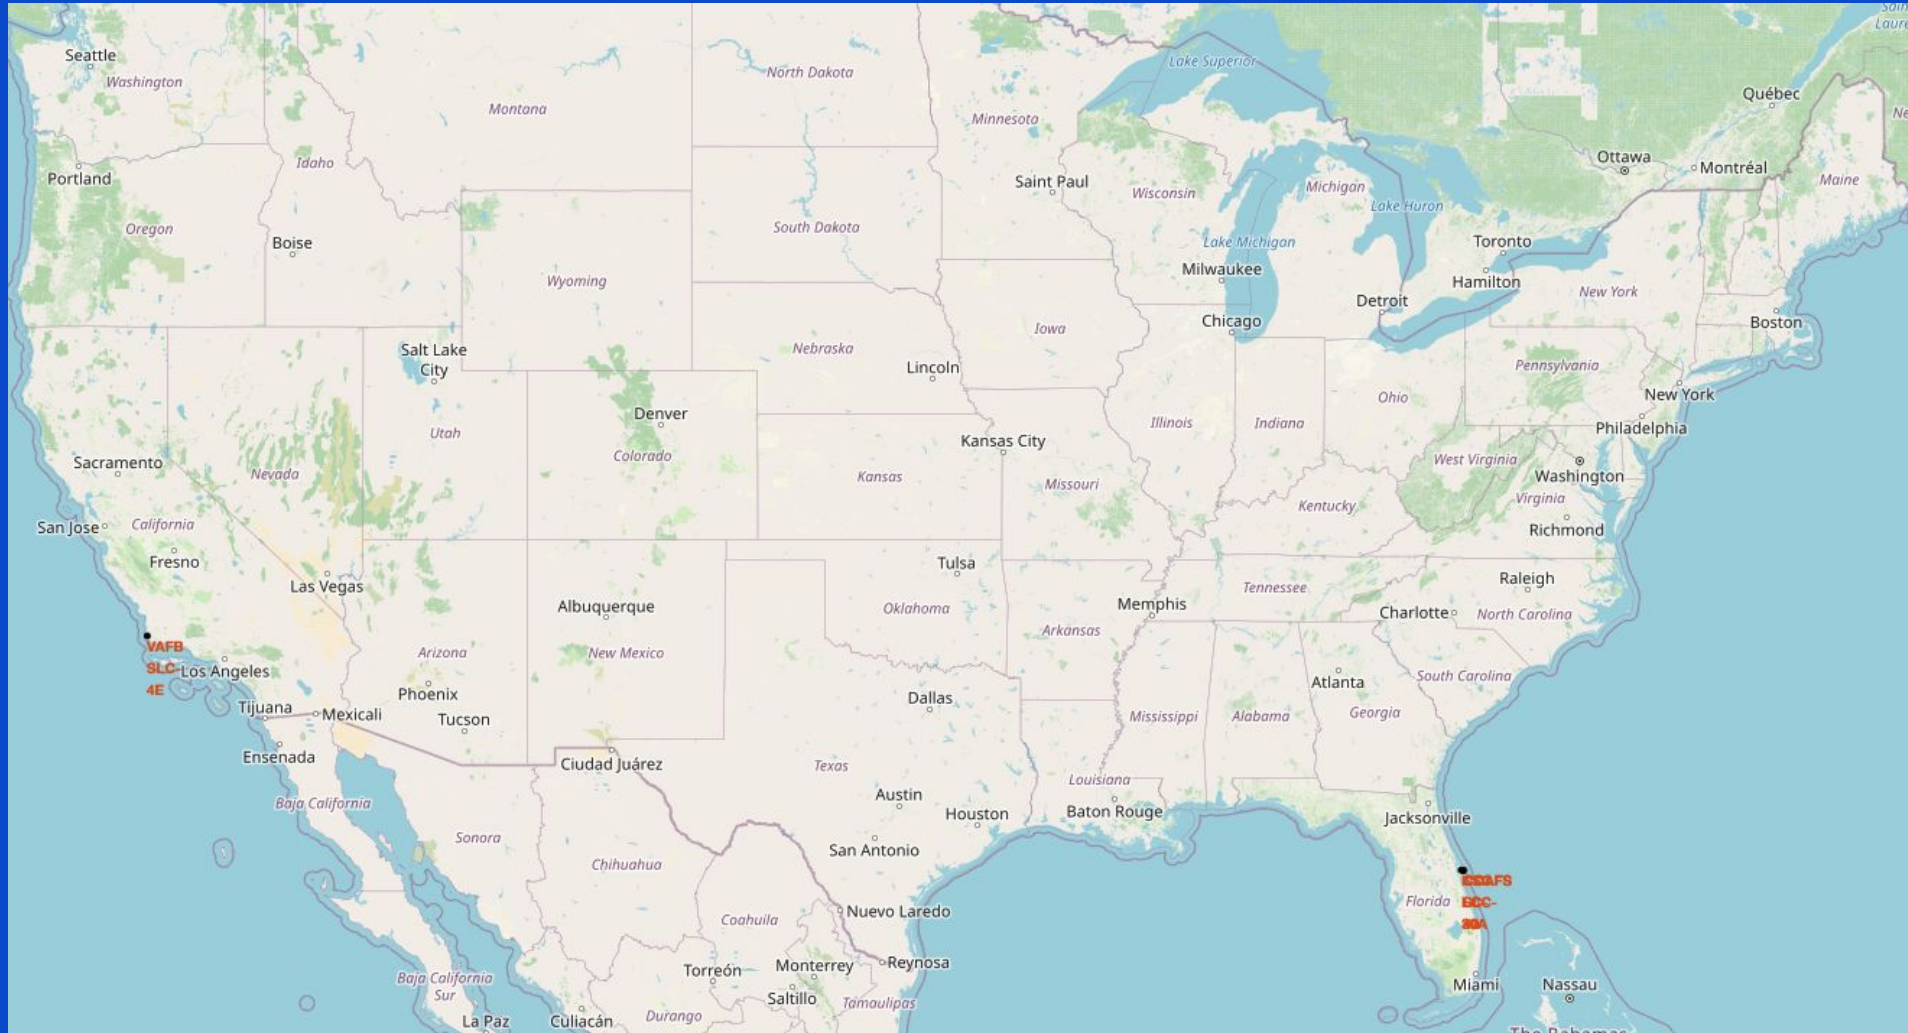 Seattle
Washington
Montana
North Dakota
Minnesota
Lake Superior
Québec
Portland
Idaho
Saint Paul
Wisconsin
Michigan
Lake Huron
Ottawa
Montréal
Maine
Oregon
Boise
South Dakota
Lake Michigan
Toronto
Milwaukee
Hamilton
Wyoming
Detroit
New York
Chicago
Boston
Iowa
Salt Lake
City
Nebraska
Lincoln
Pennsylvania
New York
Denver
Ohio
Utah
Illinois
Indiana
Philadelphia
Kansas City
Colorado
Sacramento
Nevada
Kansas
Missouri
West Virginia
Washington
Virginia
Kentucky
San Jose
California
Richmond
Fresno
Tulsa
Las Vegas
Tennessee
Raleigh
Albuquerque
Oklahoma
Memphis
Charlotte
North Carolina
Arkansas
VAFB
SLC-
4E
Los Angeles
Arizona
New Mexico
Phoenix
Dallas
Atlanta
South Carolina
Tijuana
Mexicali
Tucson
Mississippi
Alabama
Georgia
Ensenada
Ciudad Juárez
Texas
Louisiana
Baja California
Austin
Houston
Baton Rouge
Jacksonville
Sonora
Chihuahua
San Antonio
Florida
Coahuila
Nuevo Laredo
Baja California
Sur
Torreón
Monterrey
Reynosa
Miami
Nassau
Saltillo
Tamaulipas
La Paz
Culiacán
Durango
The Bahamas